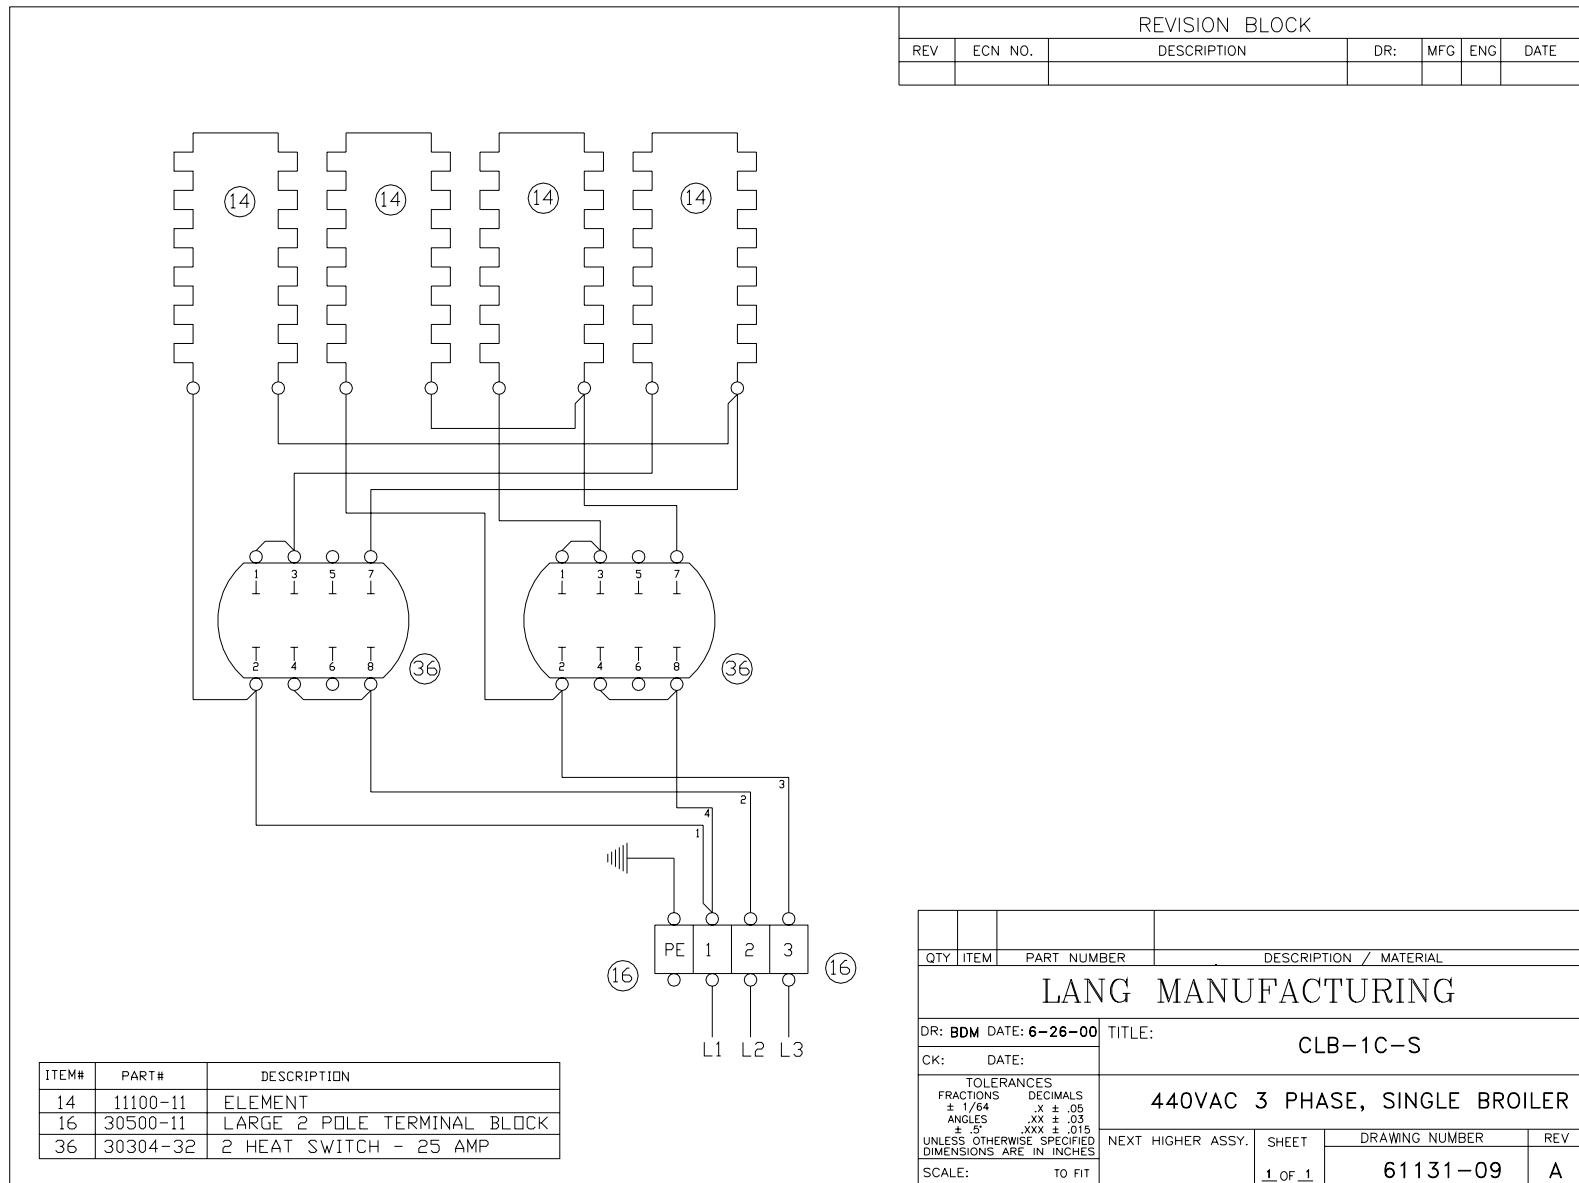 REVISION BLOCK
REV ECN NO. DESCRIPTION DR: MFG ENG DATE
14 14 14 14
1 3 5 7 1 3 5 7
2 4 6 8 2 4 6 8
36 36
3
2
4
1
PE 1 2 3
16 16
L1 L2 L3
ITEM# PART# DESCRIPTION
14 11100-11 ELEMENT
16 30500-11 LARGE 2 POLE TERMINAL BLOCK
36 30304-32 2 HEAT SWITCH - 25 AMP
QTY ITEM PART NUMBER DESCRIPTION / MATERIAL
LANG MANUFACTURING
DR: BDM DATE: 6-26-00 TITLE:
CLB-1C-S
CK: DATE:
TOLERANCES
FRACTIONS DECIMALS
± 1/64 .X ± .05
ANGLES .XX ± .03
± .5° .XXX ± .015
UNLESS OTHERWISE SPECIFIED
DIMENSIONS ARE IN INCHES
SCALE: TO FIT
440VAC 3 PHASE, SINGLE BROILER
NEXT HIGHER ASSY. SHEET DRAWING NUMBER REV
1 OF 1 61131-09 A